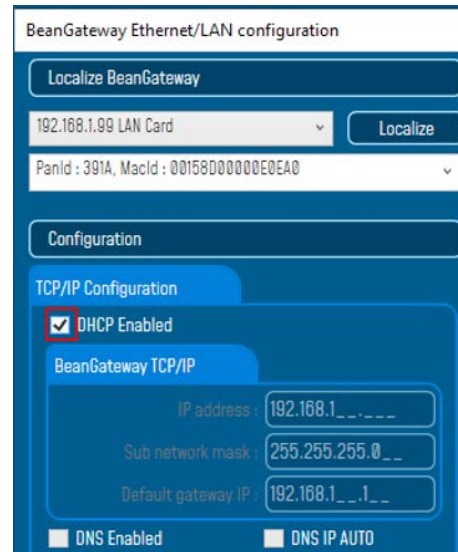 BeanGateway Ethernet/LAN configuration
Localize BeanGateway
192.168.1.99 LAN Card Localize
PanId : 391A, MacId : 00158D00000E0EA0
Configuration
TCP/IP Configuration
DHCP Enabled
BeanGateway TCP/IP
IP address : 192.168.1__.___
Sub network mask : 255.255.255.0__
Default gateway IP : 192.168.1__.1__
DNS Enabled DNS IP AUTO